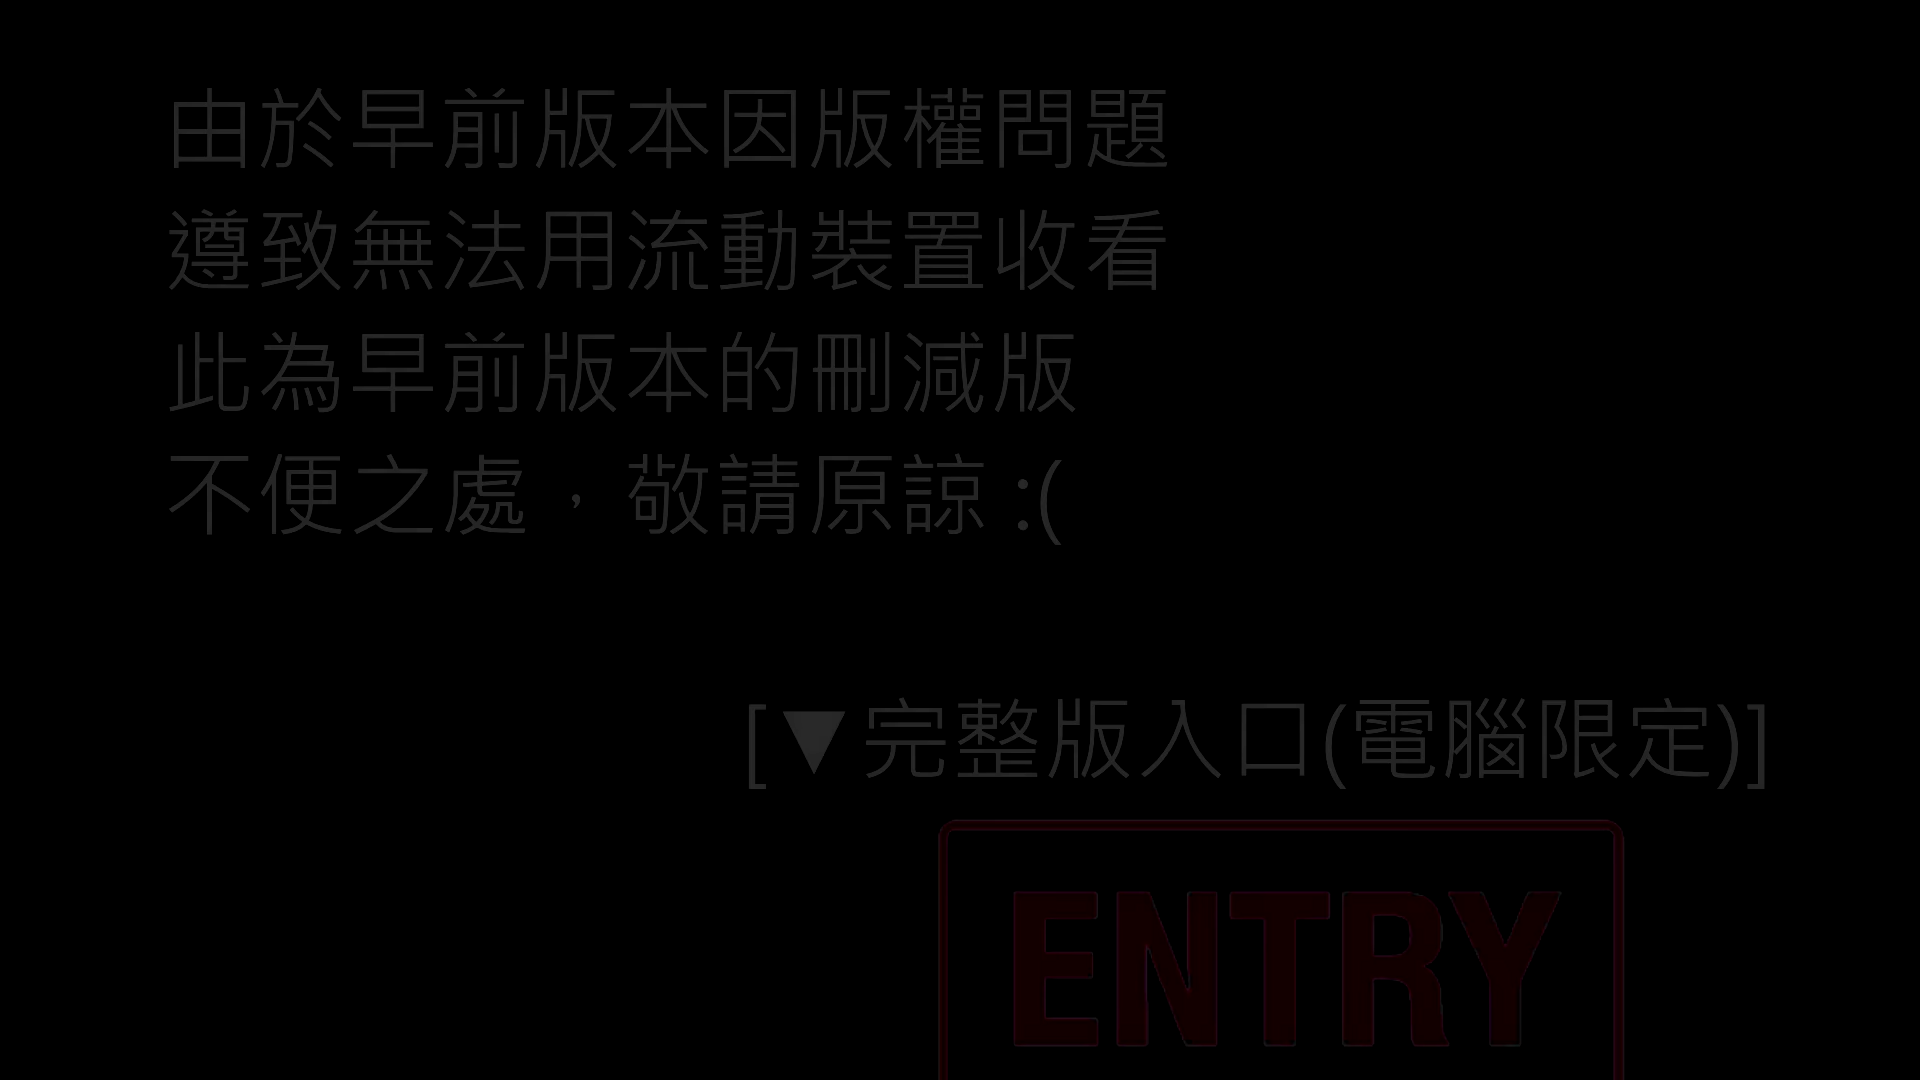 由於早前版本因版權問題
遵致無法用流動裝置收看
此為早前版本的刪減版
不便之處，敬請原諒 :(
[▼完整版入口(電腦限定)]
ENTRY